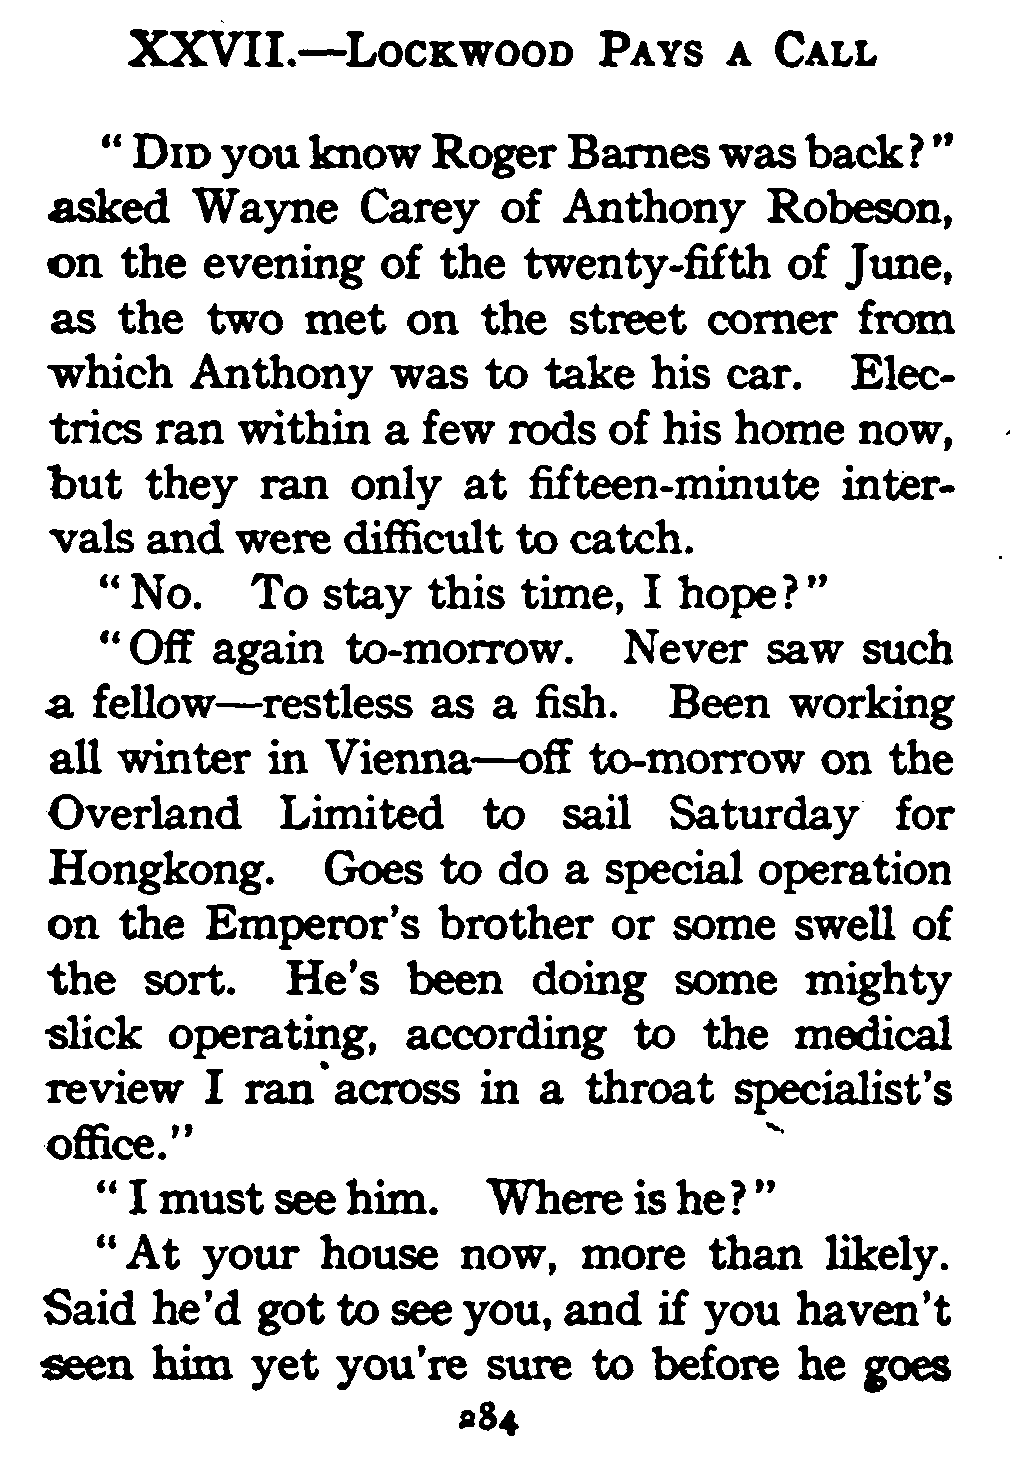 XXVII.—Lockwood Pays a Call
"Did you know Roger Barnes was back?"
asked Wayne Carey of Anthony Robeson,
on the evening of the twenty-fifth of June,
as the two met on the street corner from
which Anthony was to take his car. Elec-
trics ran within a few rods of his home now,
but they ran only at fifteen-minute inter-
vals and were difficult to catch.
"No. To stay this time, I hope?"
"Off again to-morrow. Never saw such
a fellow—restless as a fish. Been working
all winter in Vienna—off to-morrow on the
Overland Limited to sail Saturday for
Hongkong. Goes to do a special operation
on the Emperor's brother or some swell of
the sort. He's been doing some mighty
slick operating, according to the medical
review I ran across in a throat specialist's
office."
"I must see him. Where is he?"
"At your house now, more than likely.
Said he'd got to see you, and if you haven't
seen him yet you're sure to before he goes
284